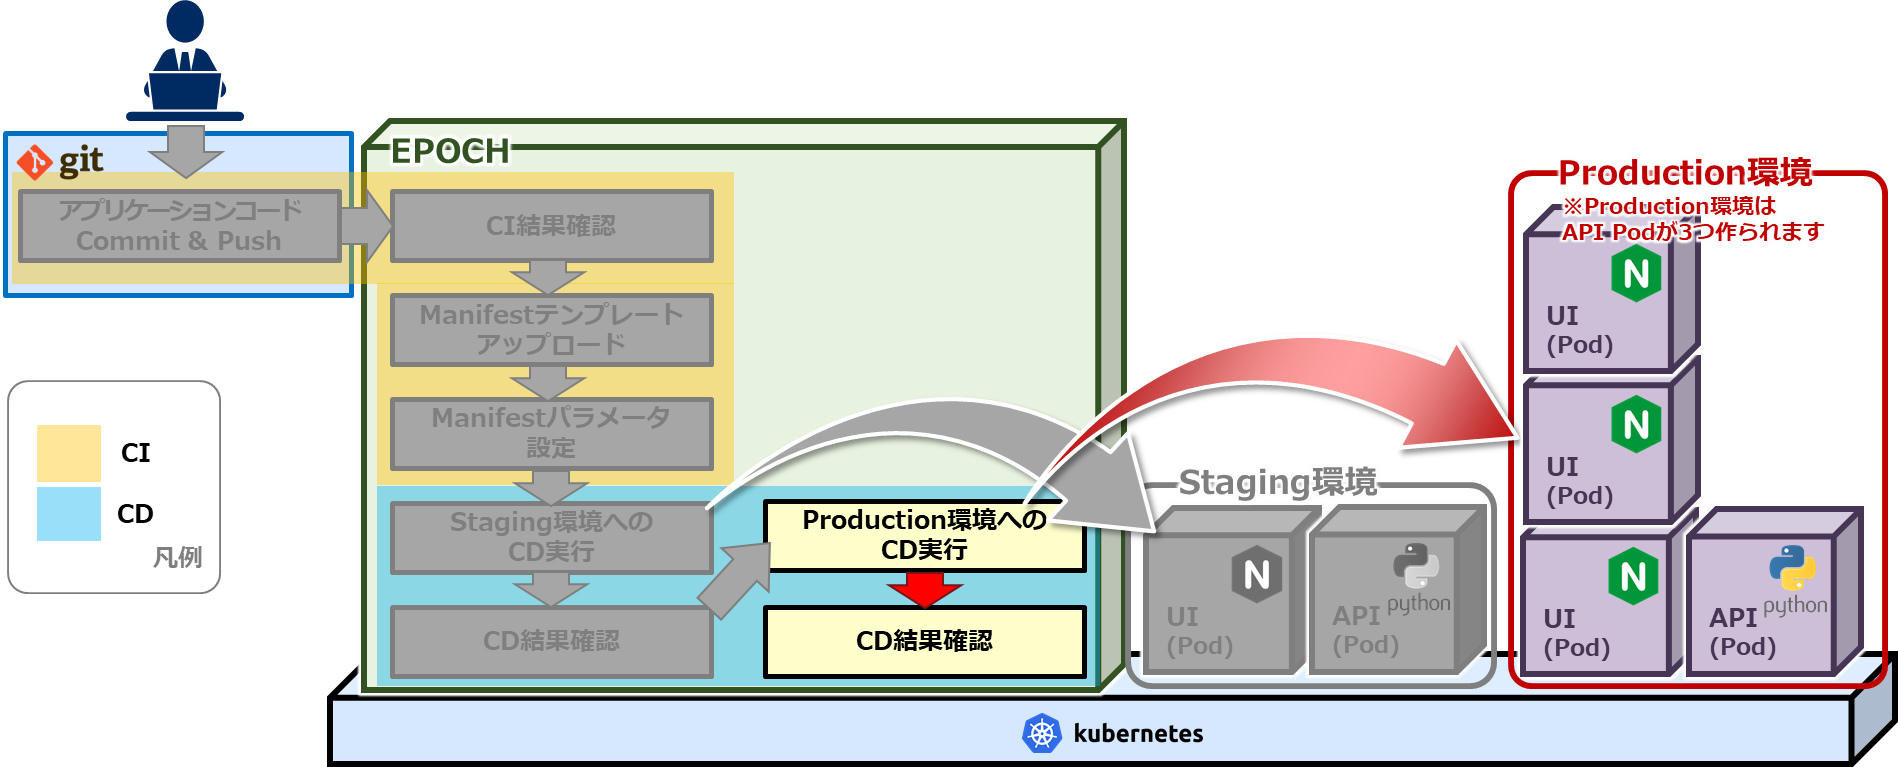 git
アプリケーションコード
Commit & Push
EPOCH
CI結果確認
Manifestテンプレート
アップロード
Manifestパラメータ
設定
Staging環境への
CD実行
CD結果確認
Production環境への
CD実行
CD結果確認
CI
CD
凡例
Staging環境
UI
(Pod)
python
API
(Pod)
Production環境
※Production環境は
API Podが3つ作られます
N
UI
(Pod)
N
UI
(Pod)
N
UI
(Pod)
python
API
(Pod)
N
kubernetes